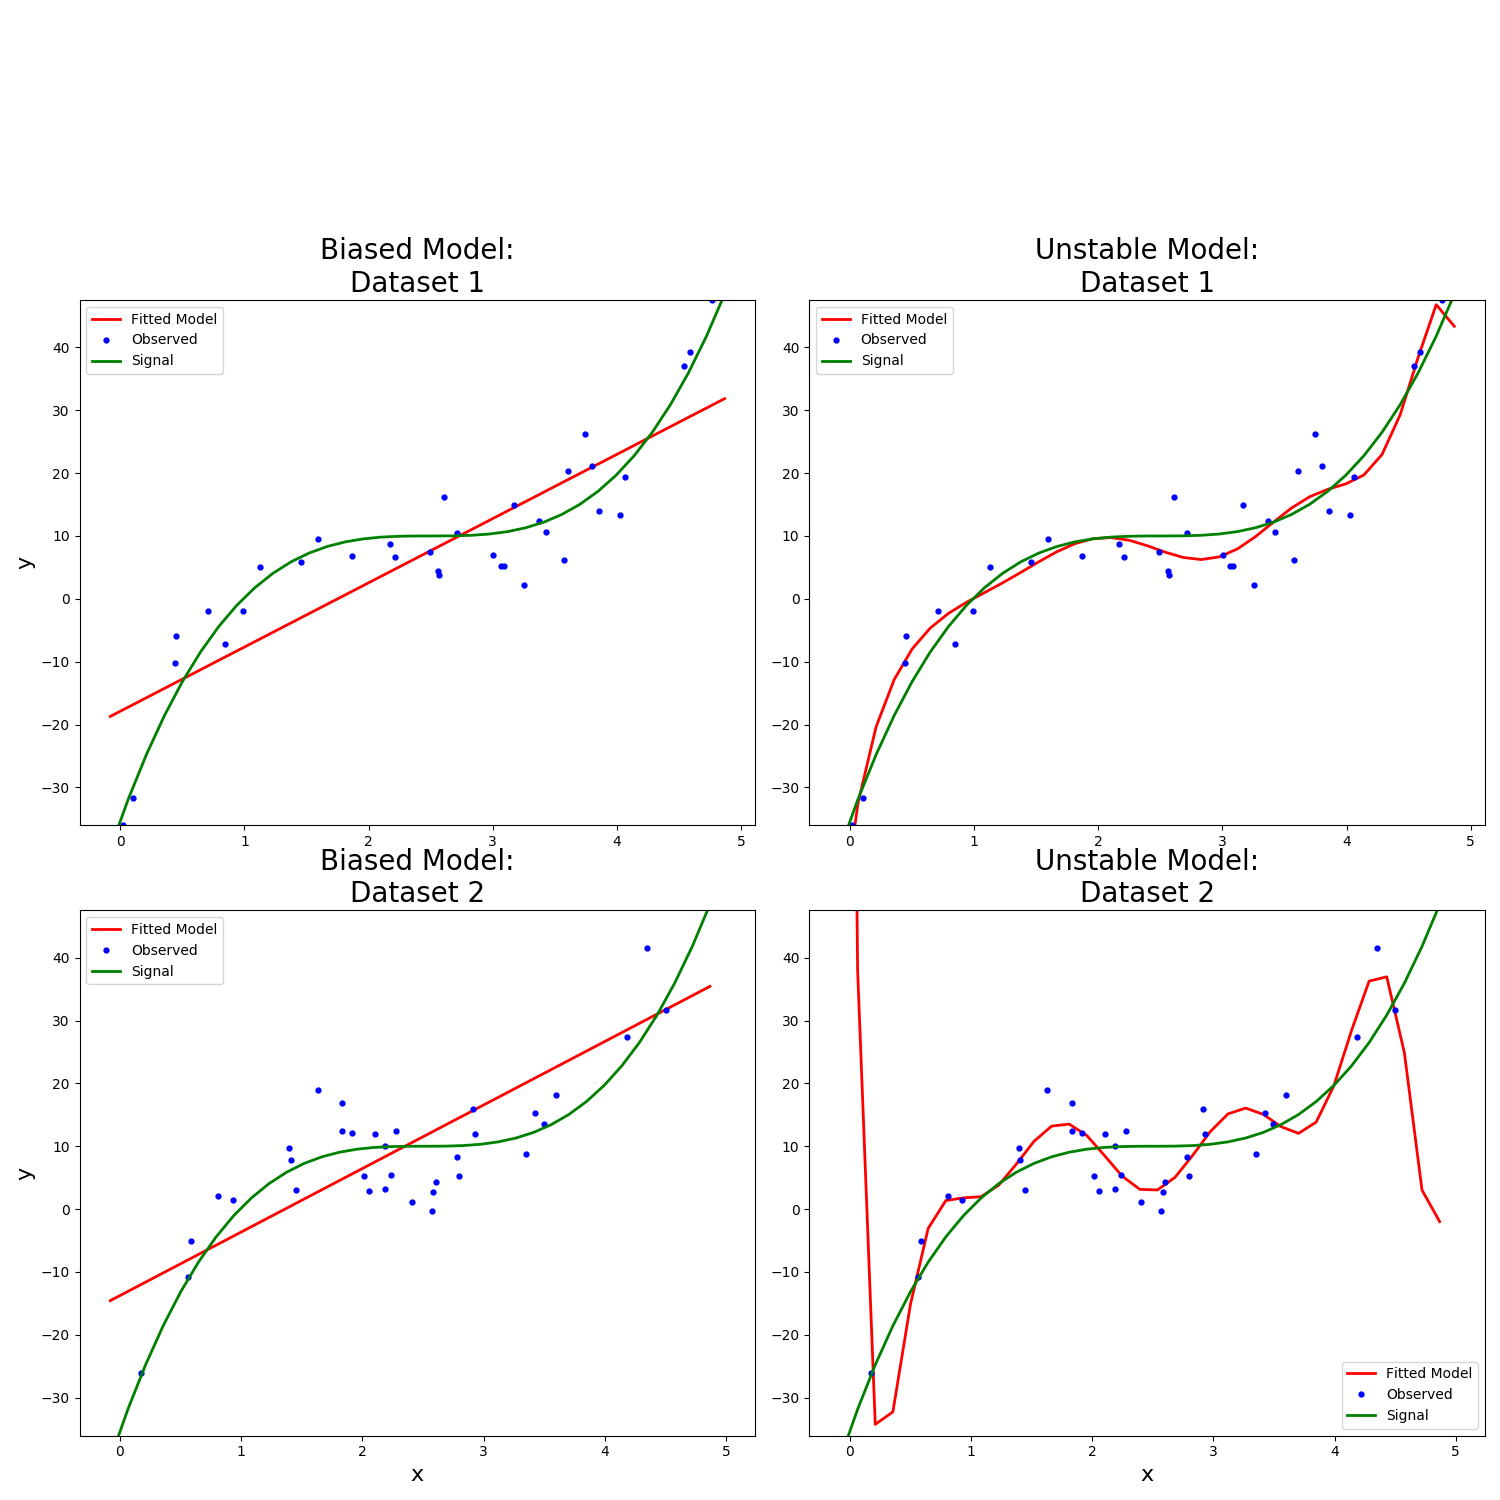 Biased Model:
Dataset 1
Fitted Model
Observed
Signal
y
40
30
20
10
0
−10
−20
−30
0 1 2 3 4 5
Unstable Model:
Dataset 1
Fitted Model
Observed
Signal
40
30
20
10
0
−10
−20
−30
0 1 2 3 4 5
Biased Model:
Dataset 2
Fitted Model
Observed
Signal
y
40
30
20
10
0
−10
−20
−30
0 1 2 3 4 5
x
Unstable Model:
Dataset 2
40
30
20
10
0
−10
−20
−30
Fitted Model
Observed
Signal
0 1 2 3 4 5
x